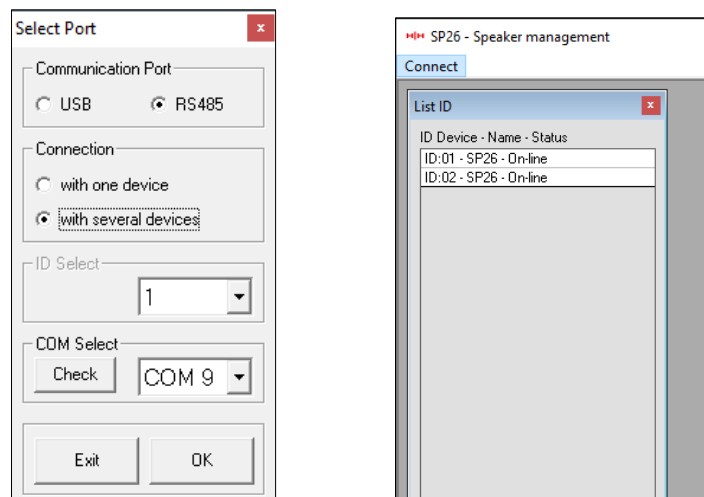 Select Port
x
Communication Port
USB RS485
Connection
with one device
with several devices
ID Select
1
COM Select
Check COM 9
Exit OK
SP26 - Speaker management
Connect
List ID x
ID Device - Name - Status
ID:01 - SP26 - On-line
ID:02 - SP26 - On-line